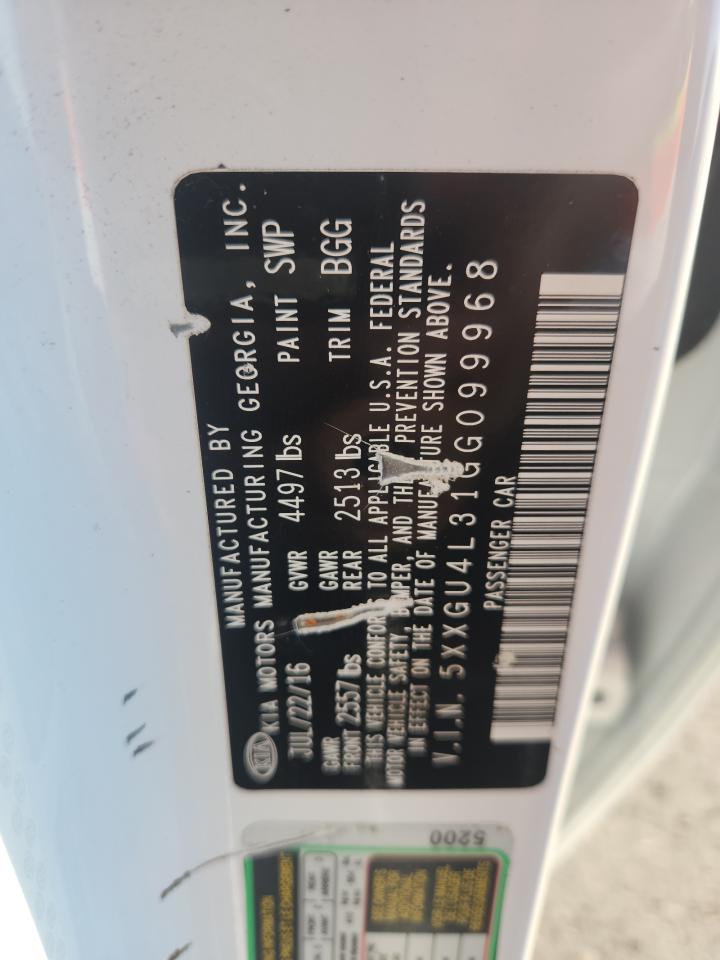 MANUFACTURED BY
KIA KIA MOTORS MANUFACTURING GEORGIA, INC.
JUL/22/16 GVWR 4497 lbs PAINT SWP
GAWR FRONT 2557 lbs GAWR REAR 2513 lbs TRIM BGG
THIS VEHICLE CONFORMS TO ALL APPLICABLE U.S.A. FEDERAL
MOTOR VEHICLE SAFETY, BUMPER, AND THEFT PREVENTION STANDARDS
IN EFFECT ON THE DATE OF MANUFACTURE SHOWN ABOVE.
V.I.N. 5XXGU4L31GG099968
PASSENGER CAR
5200